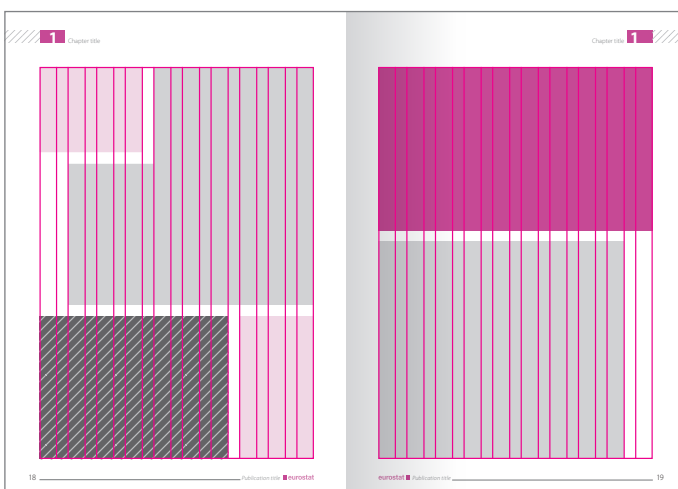 1 Chapter title
Chapter title 1
18 Publication title eurostat
eurostat Publication title 19